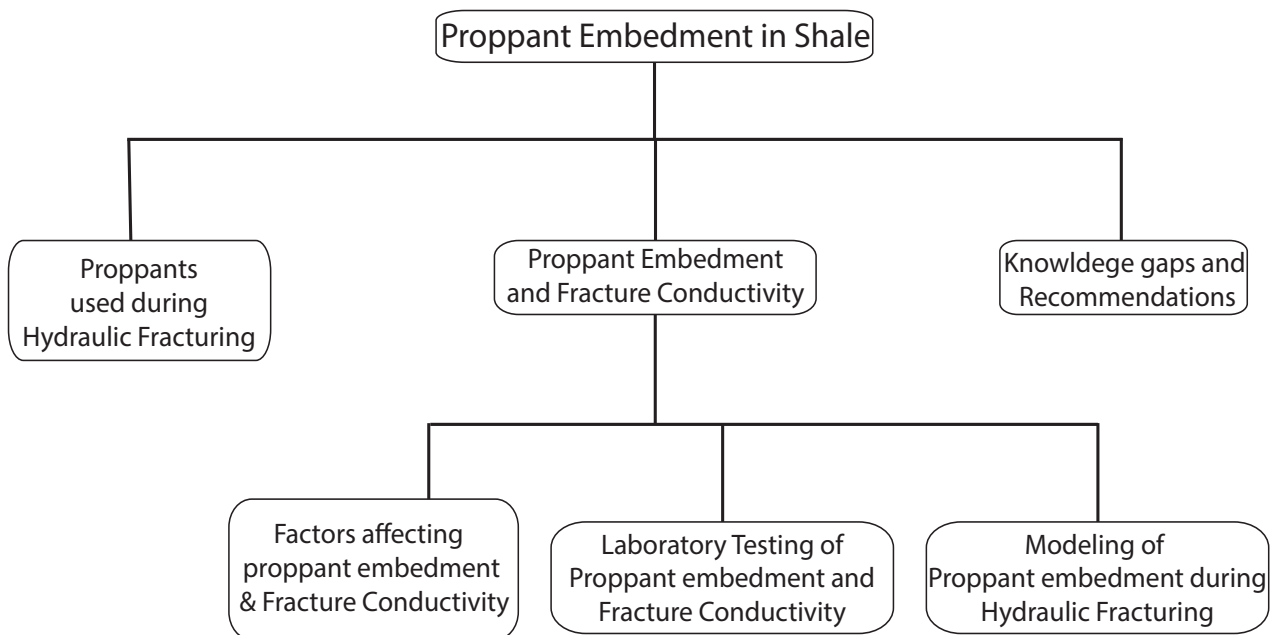 Proppant Embedment in Shale
Proppants
used during
Hydraulic Fracturing
Proppant Embedment
and Fracture Conductivity
Knowldege gaps and
Recommendations
Factors affecting
proppant embedment
& Fracture Conductivity
Laboratory Testing of
Proppant embedment and
Fracture Conductivity
Modeling of
Proppant embedment during
Hydraulic Fracturing